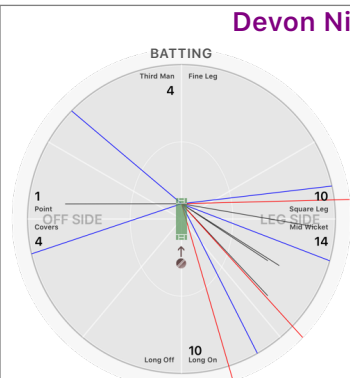 Devon Ni
BATTING
Third Man Fine Leg
4
1 10
Point Square Leg
OFF SIDE LEG SIDE
Covers Mid Wicket
4 14
10
Long Off Long On